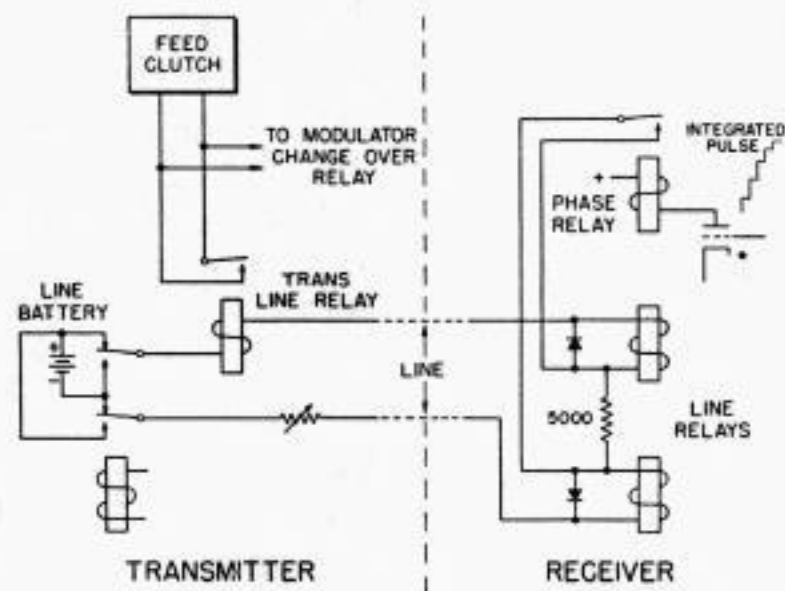 FEED
CLUTCH
TO MODULATOR
CHANGE OVER
RELAY
INTEGRATED
PULSE
+
PHASE
RELAY
LINE
BATTERY
+
-
TRANS
LINE RELAY
LINE
5000
LINE
RELAYS
TRANSMITTER
RECEIVER